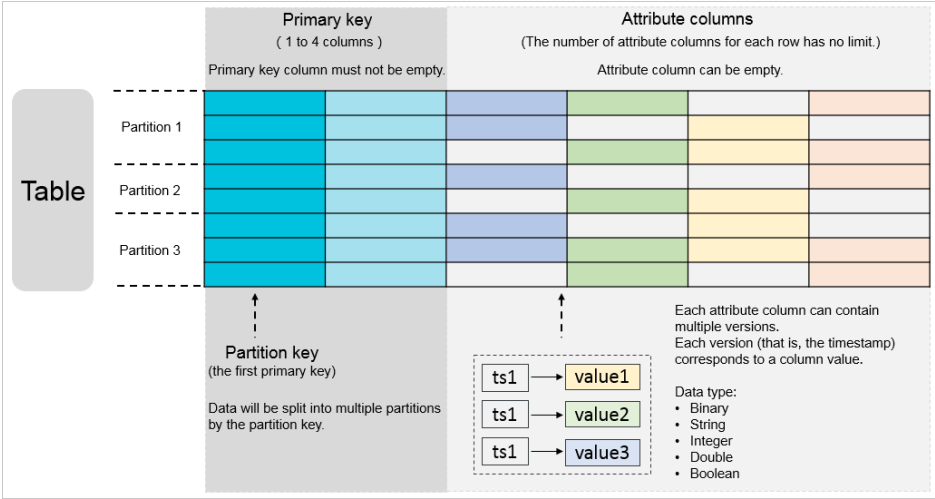 Primary key
( 1 to 4 columns )
Primary key column must not be empty.
Attribute columns
(The number of attribute columns for each row has no limit.)
Attribute column can be empty.
Table
Partition 1
Partition 2
Partition 3
Partition key
(the first primary key)
Data will be split into multiple partitions
by the partition key.
ts1
value1
ts1
value2
ts1
value3
Each attribute column can contain
multiple versions.
Each version (that is, the timestamp)
corresponds to a column value.
Data type:
• Binary
• String
• Integer
• Double
• Boolean